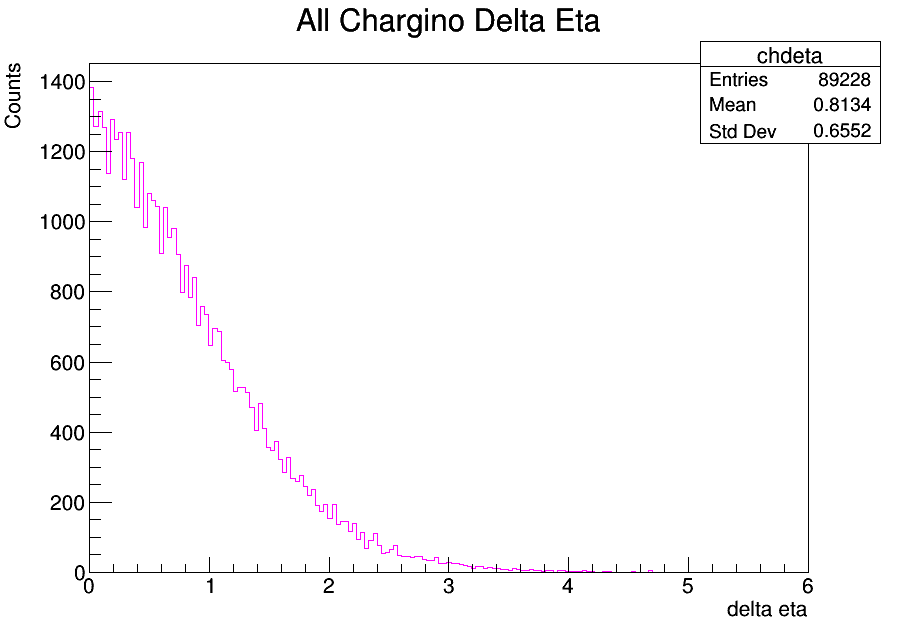 All Chargino Delta Eta
chdeta
Entries 89228
Mean 0.8134
Std Dev 0.6552
Counts
1400
1200
1000
800
600
400
200
0
0 1 2 3 4 5 6
delta eta